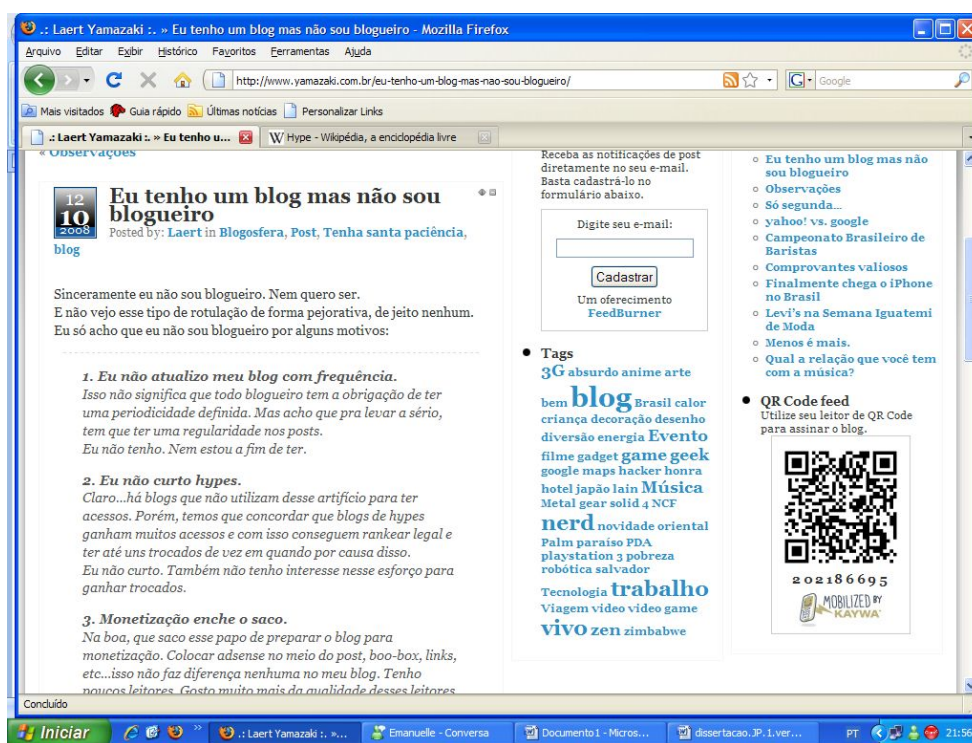 .: Laert Yamazaki :. » Eu tenho um blog mas não sou blogueiro - Mozilla Firefox
Arquivo Editar Exibir Histórico Favoritos Ferramentas Ajuda
http://www.yamazaki.com.br/eu-tenho-um-blog-mas-nao-sou-blogueiro/
G Google
Mais visitados Guia rápido Últimas notícias Personalizar Links
.: Laert Yamazaki :. » Eu tenho u...
W Hype - Wikipédia, a enciclopédia livre
« Observações
12
10
2008
Eu tenho um blog mas não sou
blogueiro
Posted by: Laert in Blogosfera, Post, Tenha santa paciência,
blog
Sinceramente eu não sou blogueiro. Nem quero ser.
E não vejo esse tipo de rotulação de forma pejorativa, de jeito nenhum.
Eu só acho que eu não sou blogueiro por alguns motivos:
1. Eu não atualizo meu blog com frequência.
Isso não significa que todo blogueiro tem a obrigação de ter
uma periodicidade definida. Mas acho que pra levar a sério,
tem que ter uma regularidade nos posts.
Eu não tenho. Nem estou a fim de ter.
2. Eu não curto hypes.
Claro...há blogs que não utilizam desse artifício para ter
acessos. Porém, temos que concordar que blogs de hypes
ganham muitos acessos e com isso conseguem rankear legal e
ter até uns trocados de vez em quando por causa disso.
Eu não curto. Também não tenho interesse nesse esforço para
ganhar trocados.
3. Monetização enche o saco.
Na boa, que saco esse papo de preparar o blog para
monetização. Colocar adsense no meio do post, boo-box, links,
etc...isso não faz diferença nenhuma no meu blog. Tenho
poucos leitores. Gosto muito mais da qualidade desses leitores
Receba as notificações de post
diretamente no seu e-mail.
Basta cadastrá-lo no
formulário abaixo.
Digite seu e-mail:
Cadastrar
Um oferecimento
FeedBurner
Tags
3G absurdo anime arte
bem blog Brasil calor
criança decoração desenho
diversão energia Evento
filme gadget game geek
google maps hacker honra
hotel japão lain Música
Metal gear solid 4 NCF
nerd novidade oriental
Palm paraíso PDA
playstation 3 pobreza
robótica salvador
Tecnologia trabalho
Viagem video video game
vivo zen zimbabwe
Eu tenho um blog mas não
sou blogueiro
Observações
Só segunda...
yahoo! vs. google
Campeonato Brasileiro de
Baristas
Comprovantes valiosos
Finalmente chega o iPhone
no Brasil
Levi's na Semana Iguatemi
de Moda
Menos é mais.
Qual a relação que você tem
com a música?
QR Code feed
Utilize seu leitor de QR Code
para assinar o blog.
202186695
MOBILIZED BY
KAYWA
Concluído
Iniciar
.: Laert Yamazaki :. »...
Emanuelle - Conversa
Documento1 - Micros...
dissertacao.JP.1.ver...
PT
21:56